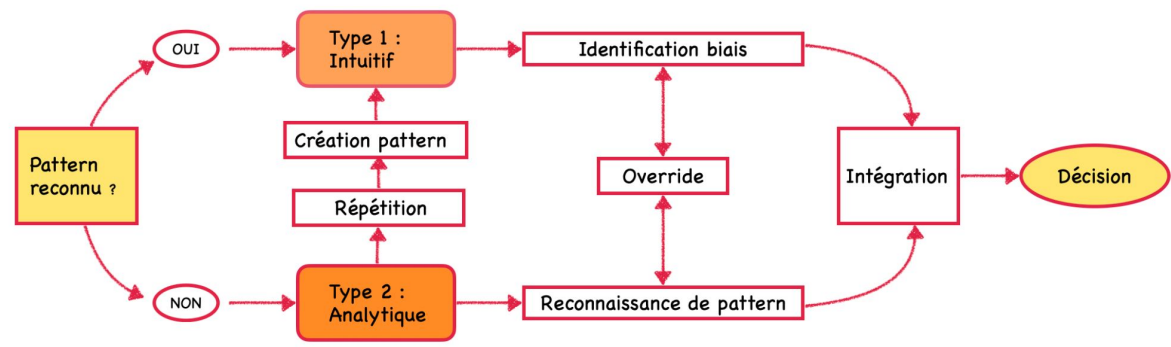 OUI
Type 1 :
Intuitif
Identification biais
Création pattern
Pattern
reconnu ?
Override
Intégration
Décision
Répétition
NON
Type 2 :
Analytique
Reconnaissance de pattern